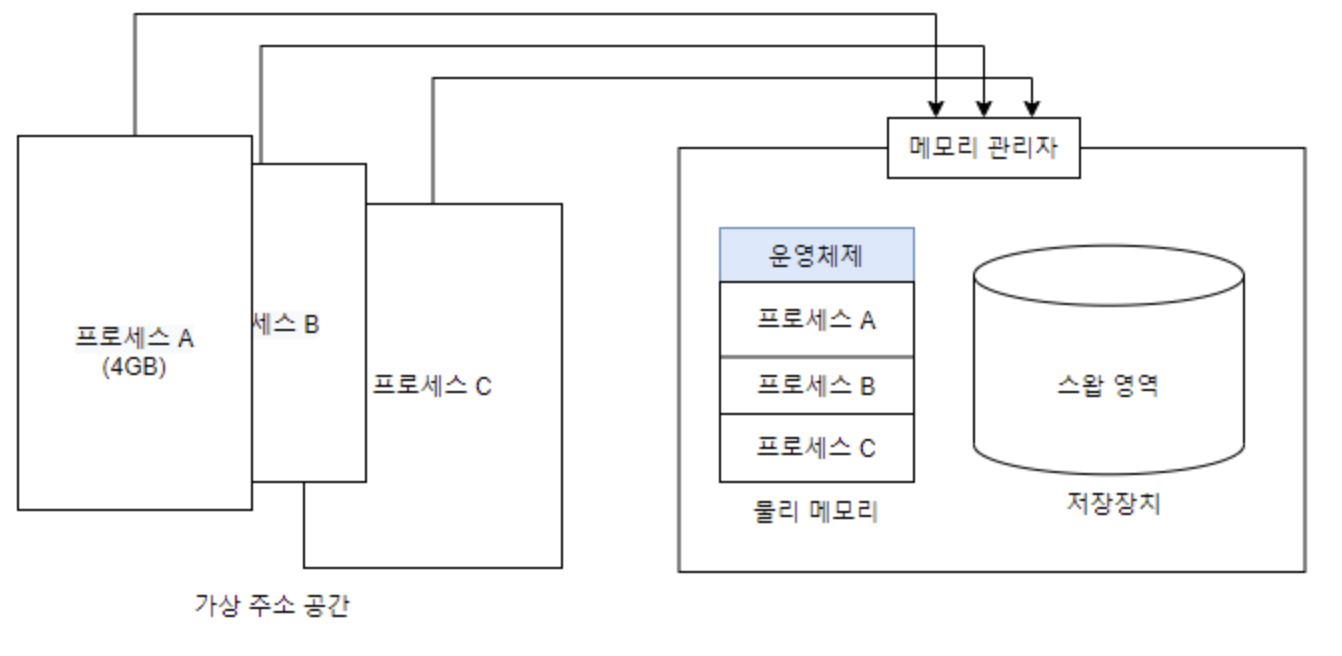 메모리 관리자
운영체제
프로세스 A
세스 B
프로세스 A
(4GB)
프로세스 C
프로세스 B
스왑 영역
프로세스 C
물리 메모리
저장장치
가상 주소 공간